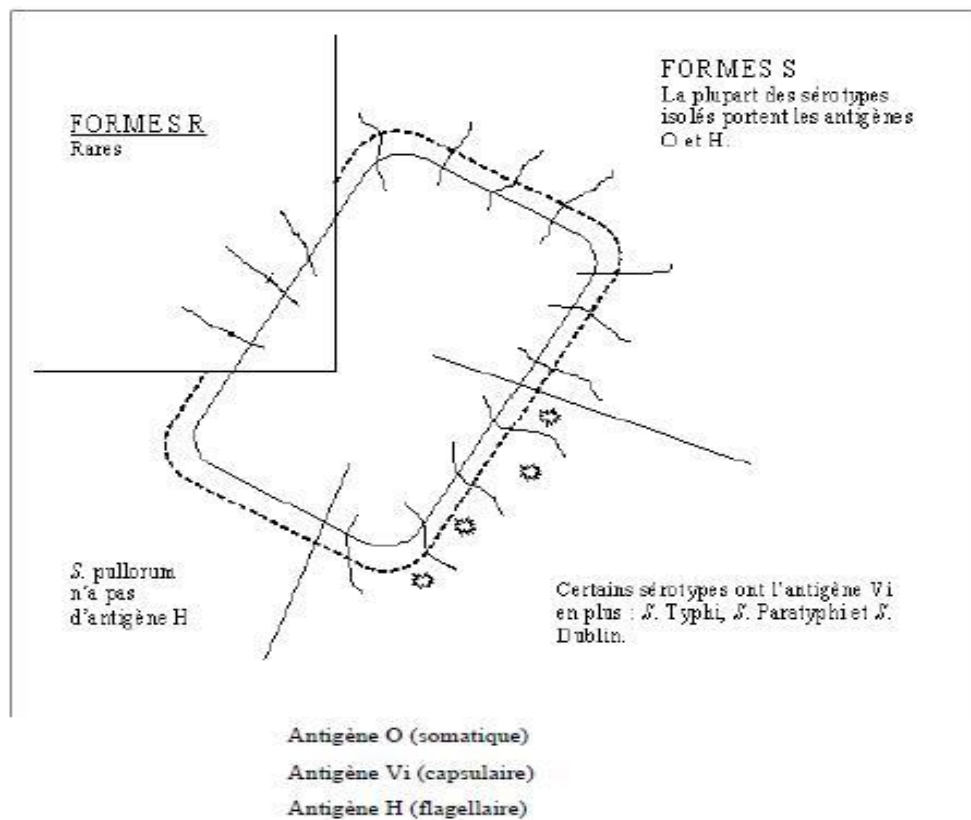 FORMES R
Rares
FORMES S
La plupart des sérotypes
isolés portent les antigènes
O et H.
S. pullorum
n'a pas
d'antigène H
Certains sérotypes ont l'antigène Vi
en plus : S. Typhi, S. Paratyphi et S.
Dublin.
Antigène O (somatique)
Antigène Vi (capsulaire)
Antigène H (flagellaire)